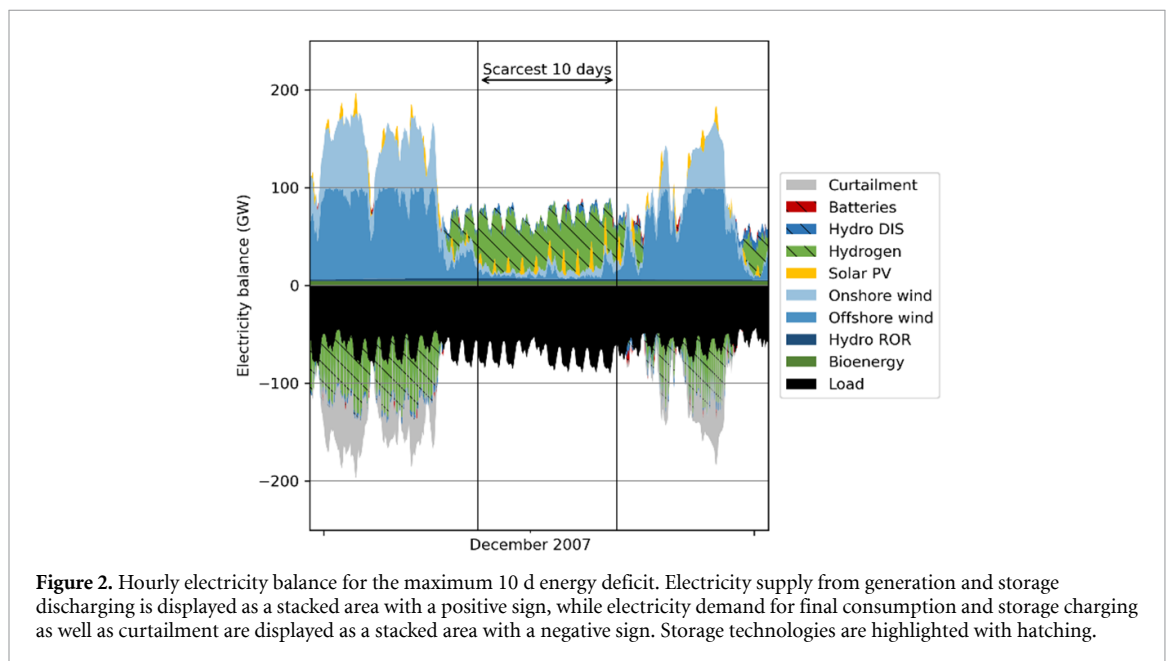 Scarcest 10 days
200
100
0
−100
−200
Electricity balance (GW)
December 2007
Curtailment
Batteries
Hydro DIS
Hydrogen
Solar PV
Onshore wind
Offshore wind
Hydro ROR
Bioenergy
Load
Figure 2. Hourly electricity balance for the maximum 10 d energy deficit. Electricity supply from generation and storage
discharging is displayed as a stacked area with a positive sign, while electricity demand for final consumption and storage charging
as well as curtailment are displayed as a stacked area with a negative sign. Storage technologies are highlighted with hatching.